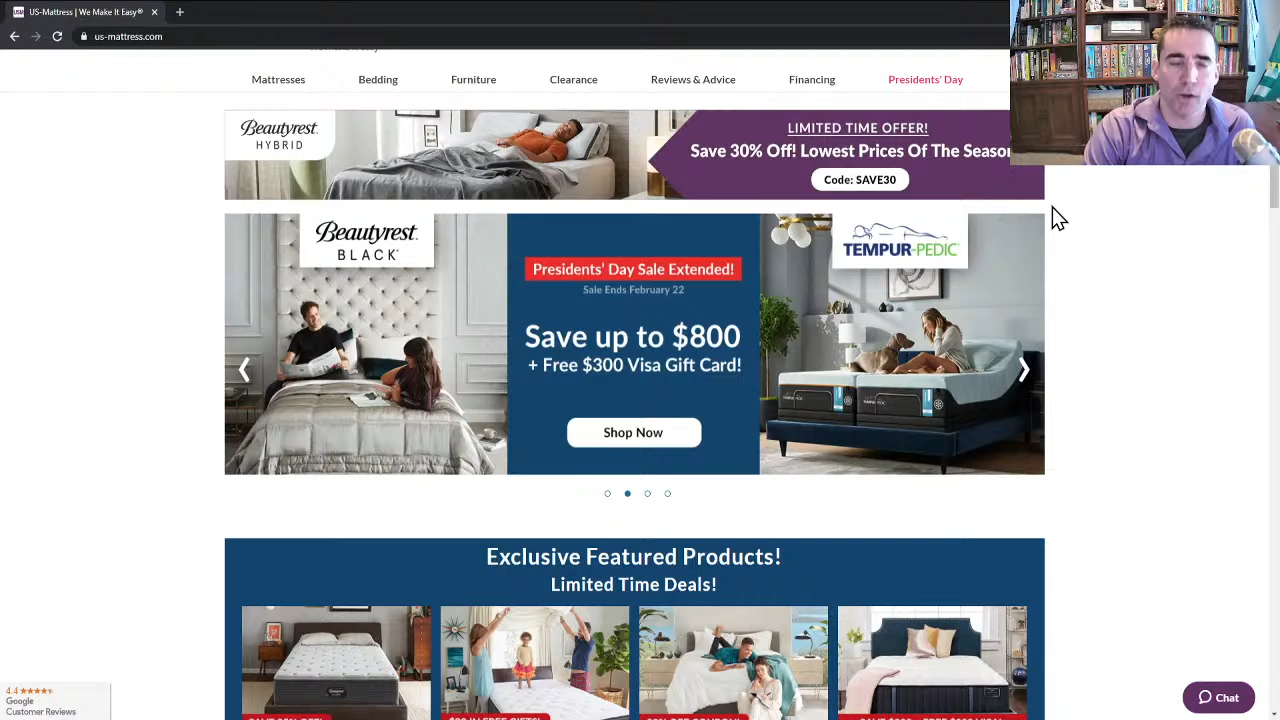 USM US-Mattress | We Make It Easy®
us-mattress.com
Mattresses
Bedding
Furniture
Clearance
Reviews & Advice
Financing
Presidents' Day
Beautyrest
HYBRID
LIMITED TIME OFFER!
Save 30% Off! Lowest Prices Of The
Code: SAVE30
Beautyrest
BLACK
Presidents' Day Sale Extended!
Sale Ends February 22
Save up to $800
+ Free $300 Visa Gift Card!
Shop Now
TEMPUR-PEDIC
Exclusive Featured Products!
Limited Time Deals!
4.4
Google
Customer Reviews
Chat